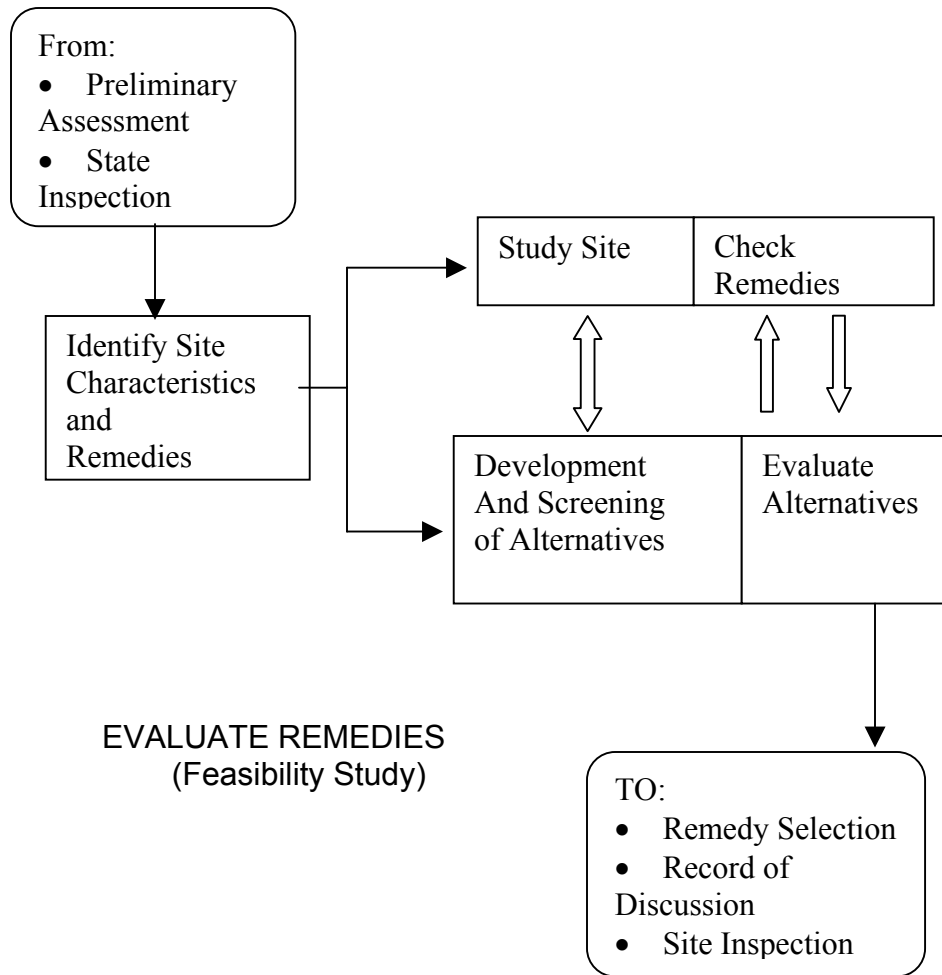 From:
• Preliminary
Assessment
• State
Inspection
Study Site
Check
Remedies
Identify Site
Characteristics
and
Remedies
Development
And Screening
of Alternatives
Evaluate
Alternatives
EVALUATE REMEDIES
(Feasibility Study)
TO:
• Remedy Selection
• Record of
Discussion
• Site Inspection